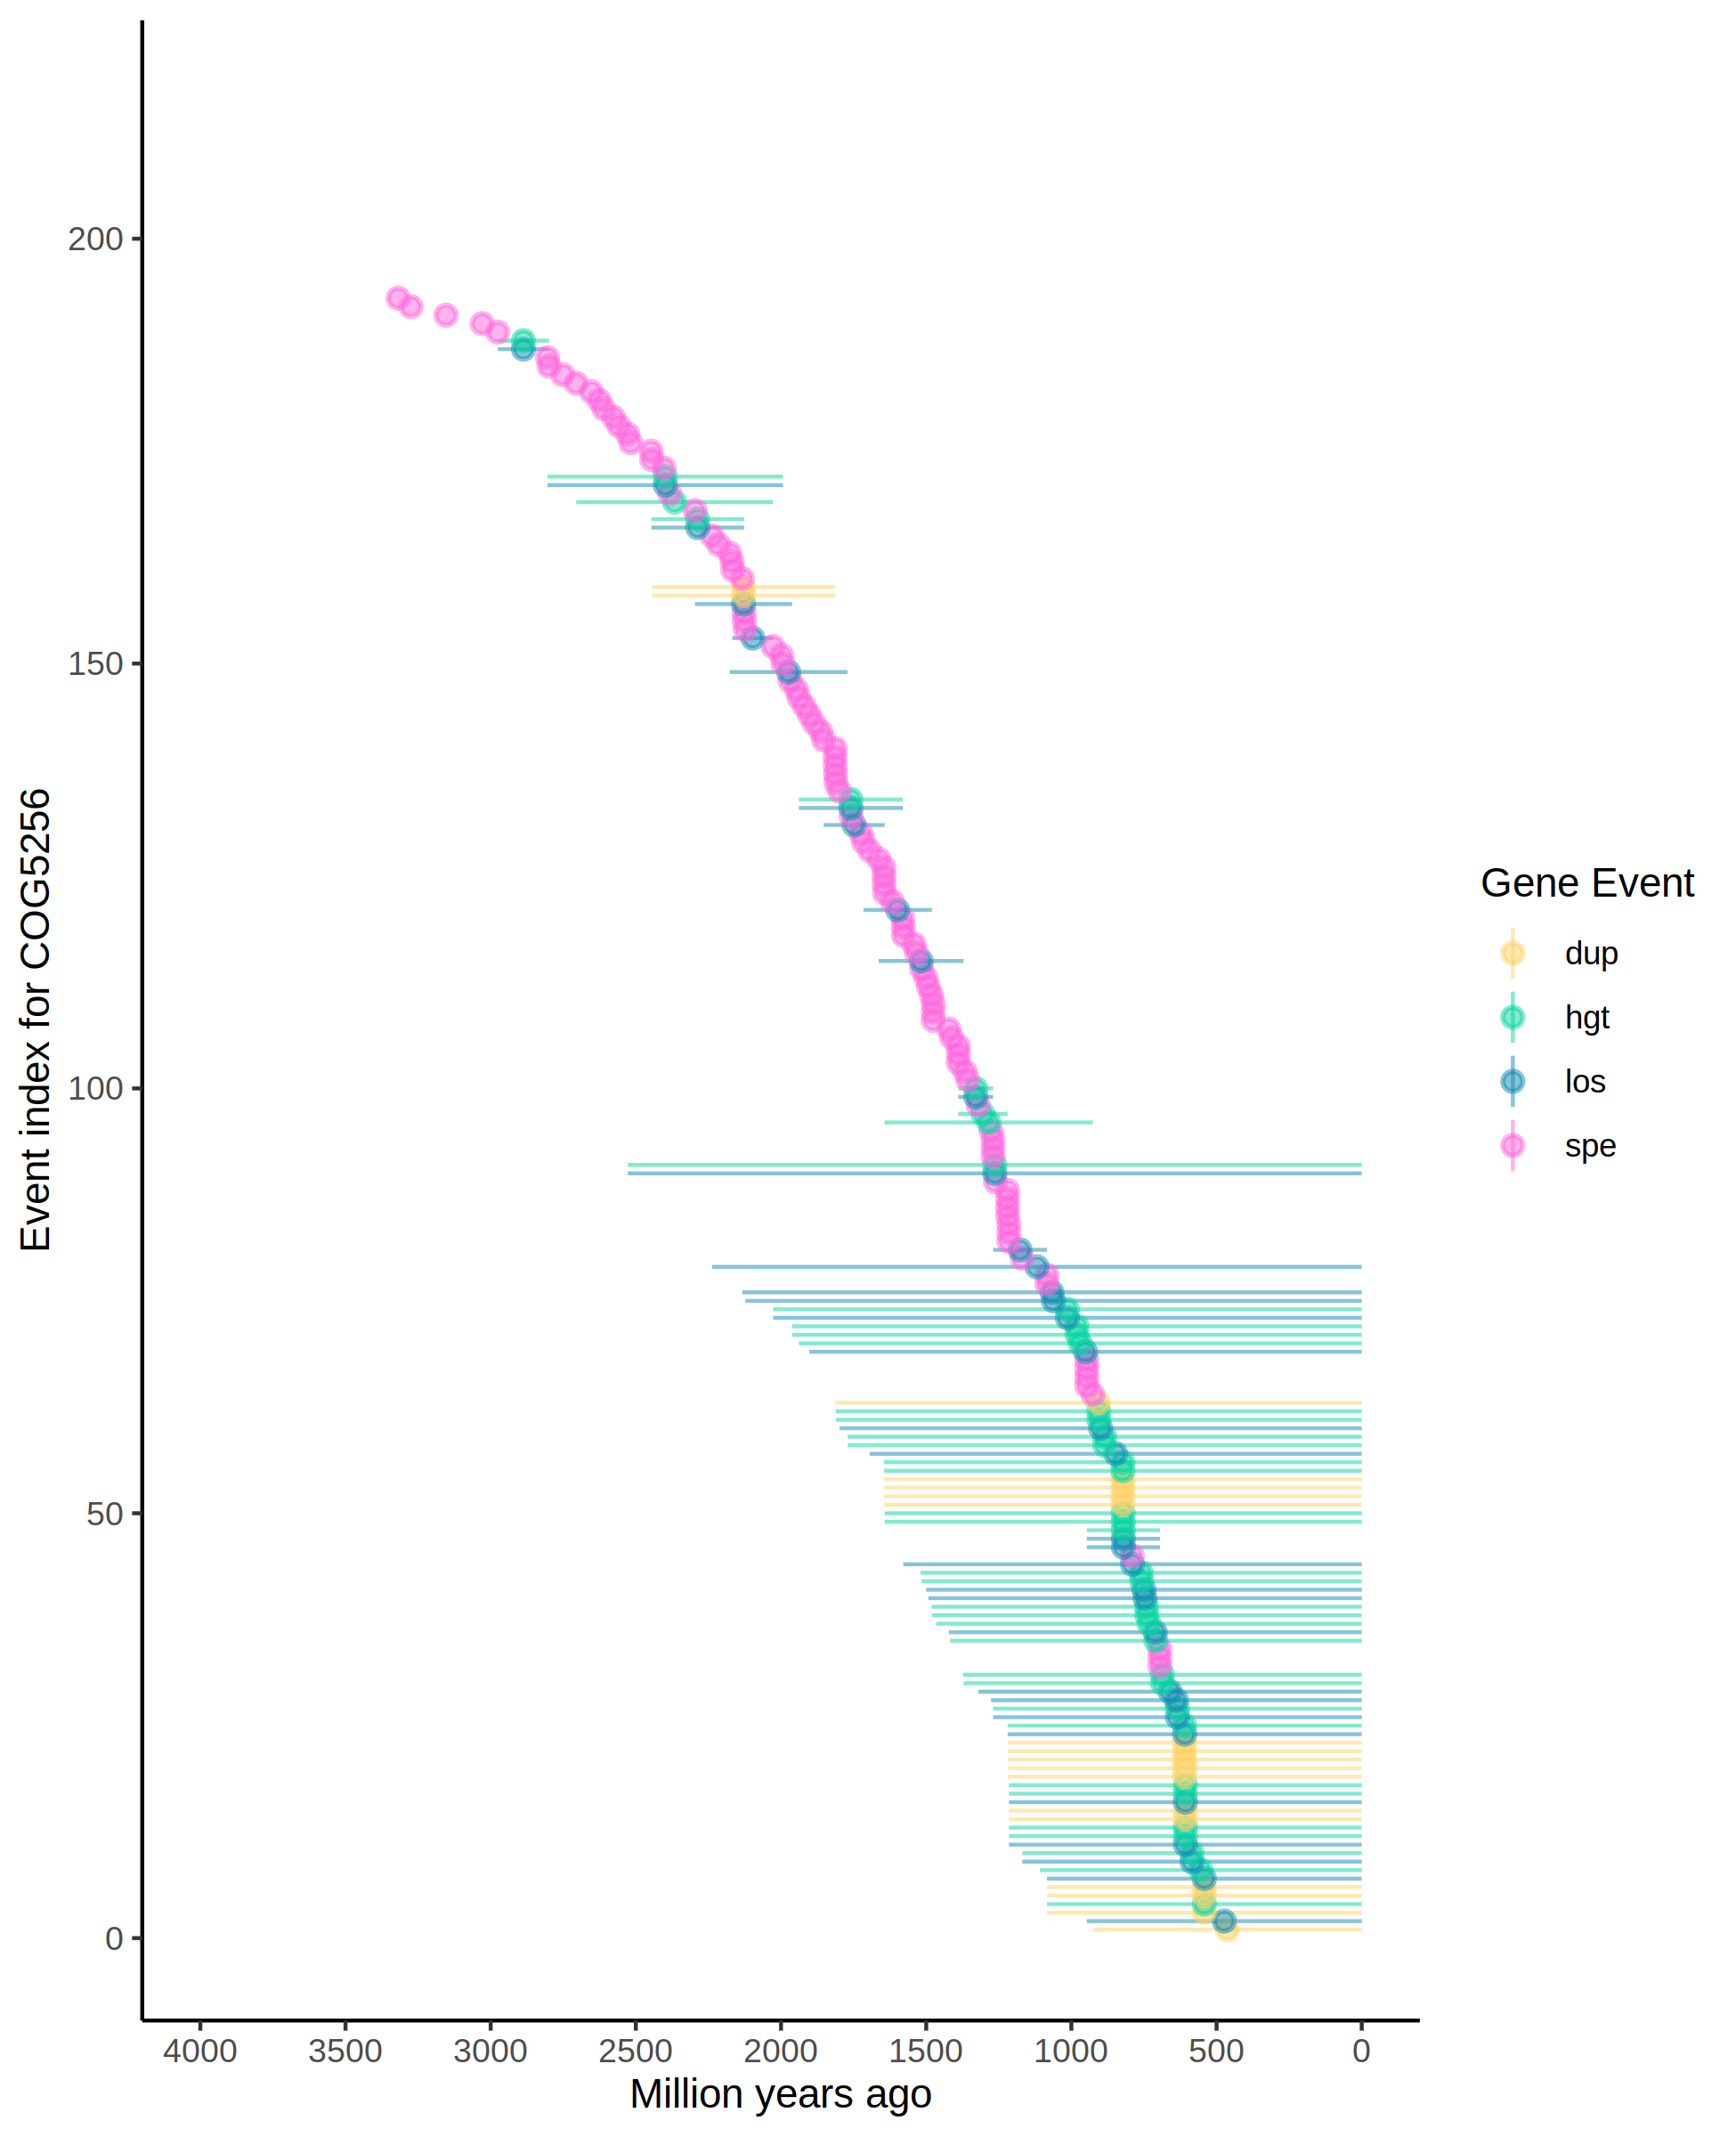 200
150
100
50
0
Event index for COG5256
4000 3500 3000 2500 2000 1500 1000 500 0
Million years ago
Gene Event
dup
hgt
los
spe